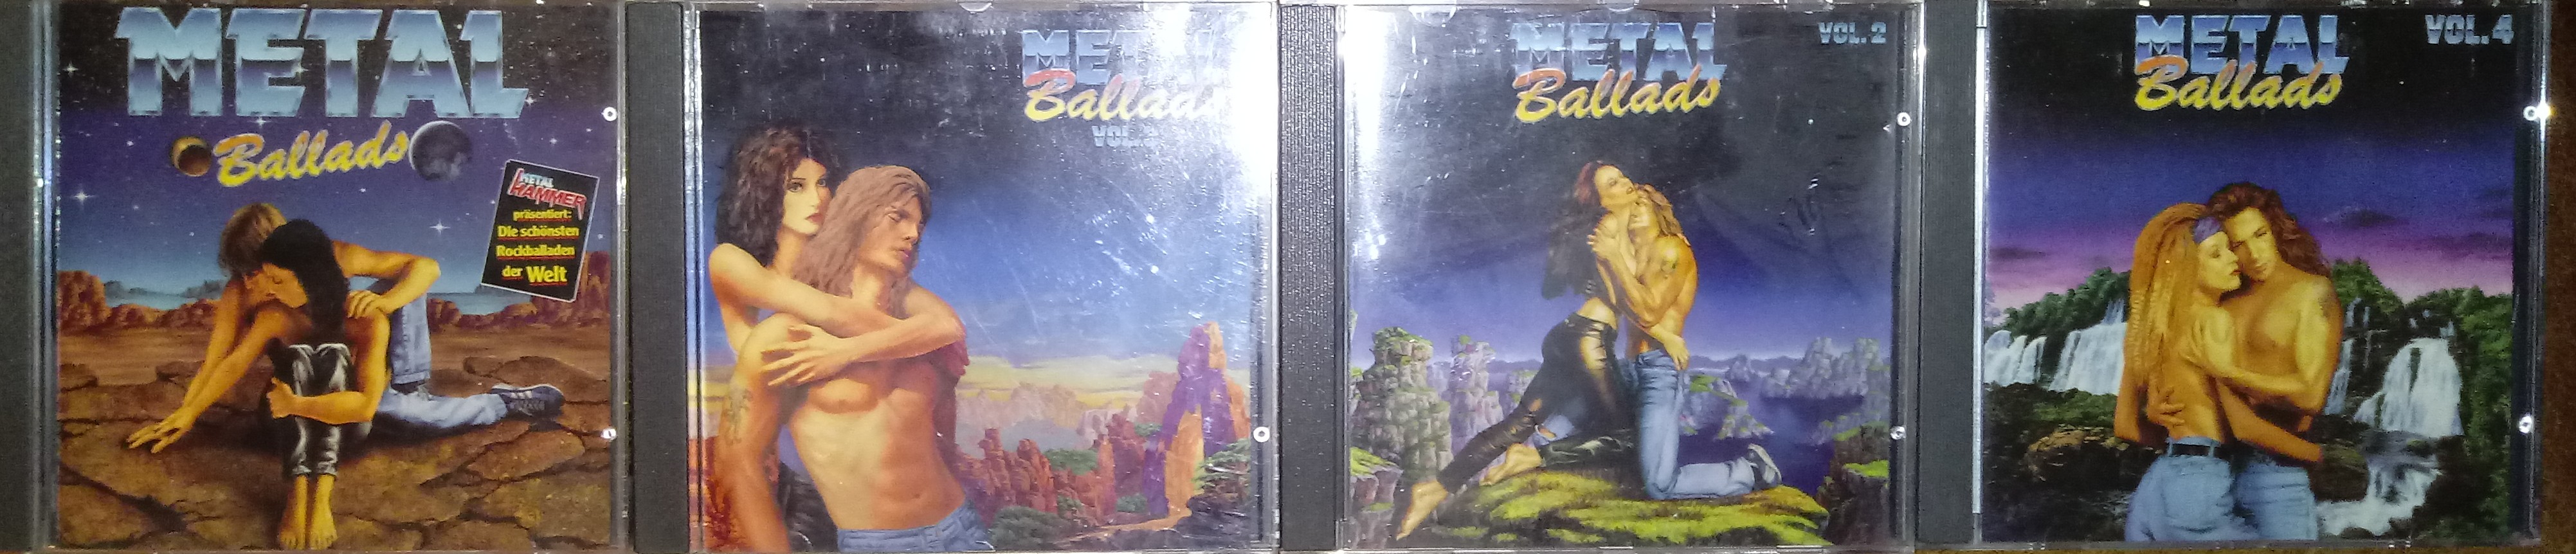 METAL
Ballads
METAL
HAMMER
präsentiert:
Die schönsten
Rockballaden
der Welt
METAL
Ballads
VOL.
METAL
Ballads
VOL. 2
METAL
Ballads
VOL. 4